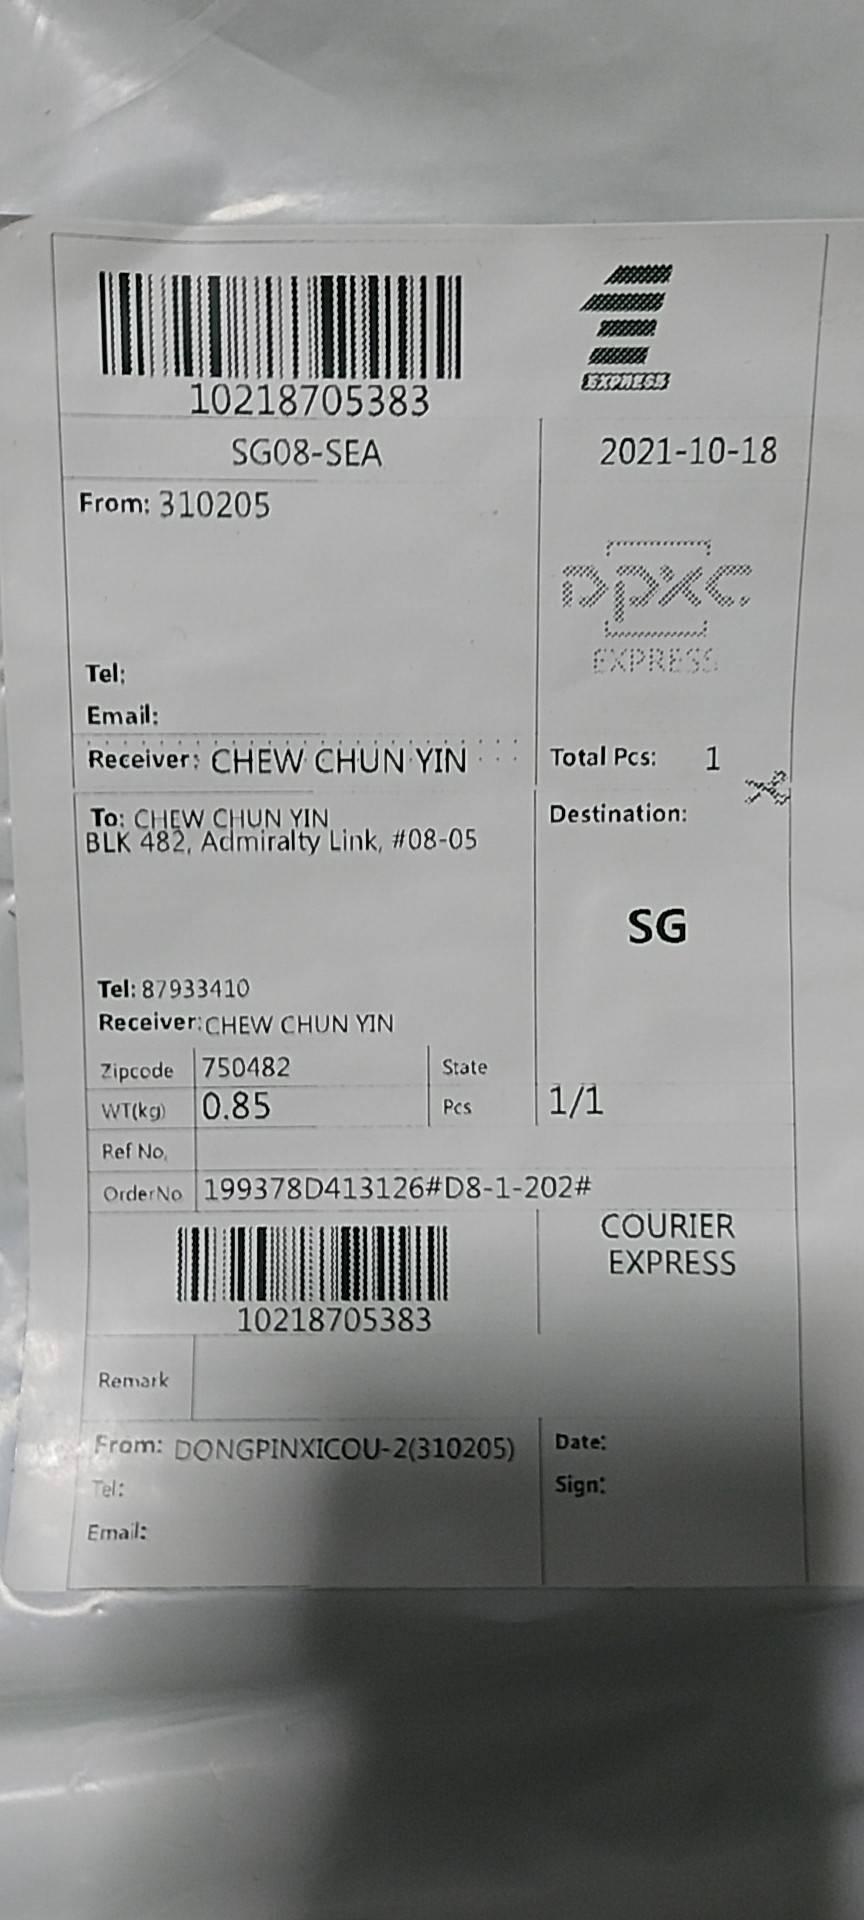 EXPRESS
10218705383
SG08-SEA
2021-10-18
From: 310205
DPXC
EXPRESS
Tel:
Email:
Receiver: CHEW CHUN YIN
Total Pcs: 1
To: CHEW CHUN YIN
BLK 482, Admiralty Link, #08-05
Destination:
SG
Tel: 87933410
Receiver: CHEW CHUN YIN
Zipcode 750482 State
WT(kg) 0.85 Pcs 1/1
Ref No.
OrderNo 199378D413126#D8-1-202#
COURIER
EXPRESS
10218705383
Remark
From: DONGPINXICOU-2(310205)
Date:
Tel:
Sign:
Email: